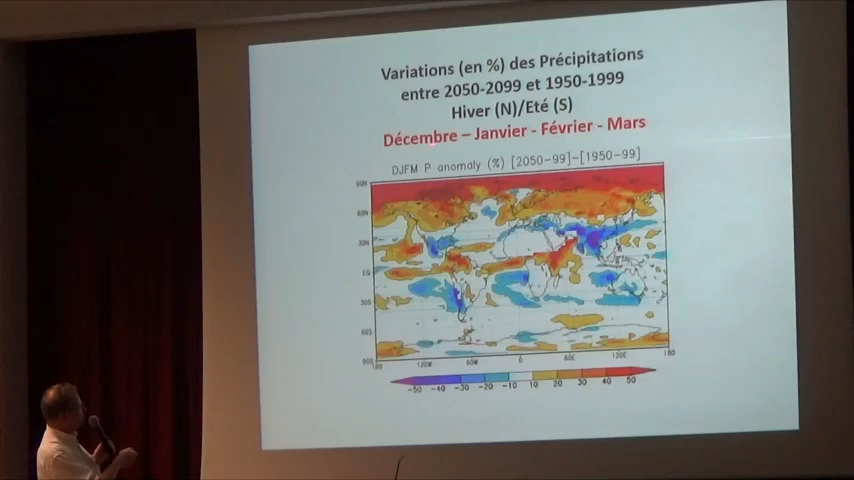 Variations (en %) des Précipitations
entre 2050-2099 et 1950-1999
Hiver (N)/Eté (S)
Décembre – Janvier - Février - Mars
DJFM P anomaly (%) [2050-99]-[1950-99]
90N
60N
30N
EQ
30S
60S
90S
180 120W 60W 0 60E 120E 180
-50 -40 -30 -20 -10 10 20 30 40 50